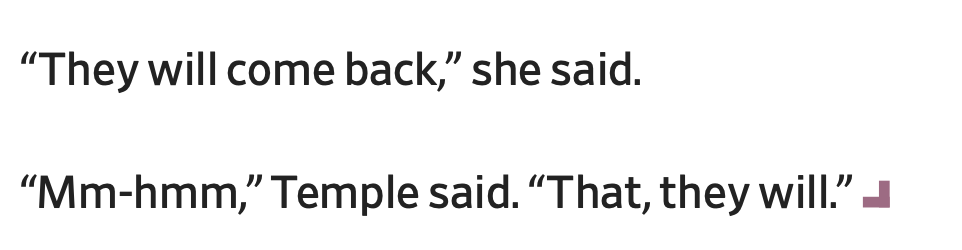 “They will come back,” she said.
“Mm-hmm,” Temple said. “That, they will.”